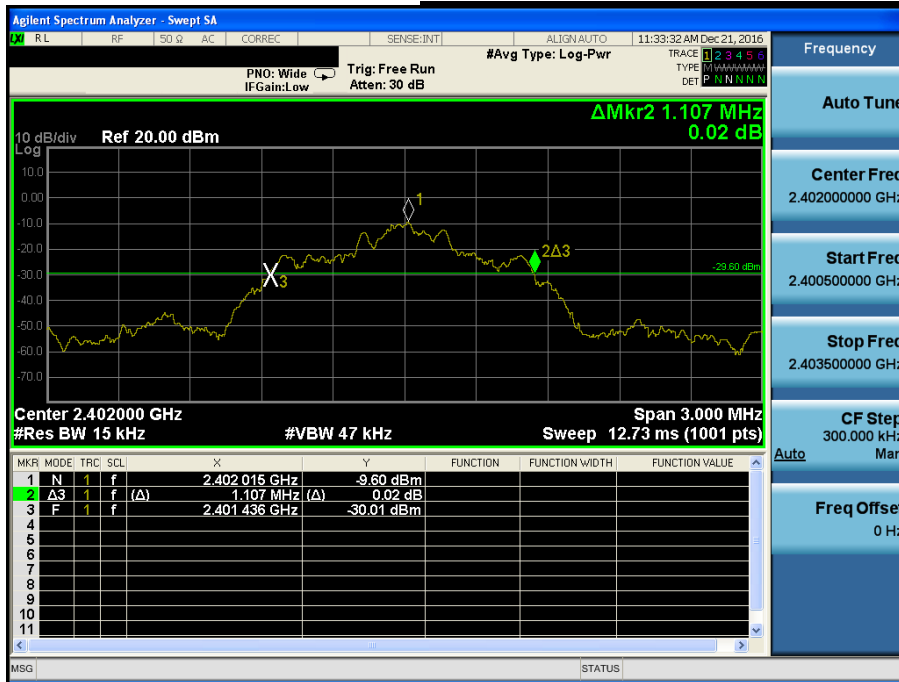 Agilent Spectrum Analyzer - Swept SA
LXI RL RF 50 Ω AC CORREC SENSE:INT ALIGN AUTO 11:33:32 AM Dec 21, 2016
#Avg Type: Log-Pwr
TRACE 1 2 3 4 5 6
TYPE M WWWWW
DET P N N N N N
PNO: Wide
IFGain:Low
Trig: Free Run
Atten: 30 dB
ΔMkr2 1.107 MHz
0.02 dB
10 dB/div Ref 20.00 dBm
Log
10.0
0.00
-10.0
-20.0
-30.0
-40.0
-50.0
-60.0
-70.0
1
2Δ3
3
-29.60 dBm
Center 2.402000 GHz Span 3.000 MHz
#Res BW 15 kHz #VBW 47 kHz Sweep 12.73 ms (1001 pts)
MKR MODE TRC SCL X Y FUNCTION FUNCTION WIDTH FUNCTION VALUE
1 N 1 f 2.402 015 GHz -9.60 dBm
2 Δ3 1 f (Δ) 1.107 MHz (Δ) 0.02 dB
3 F 1 f 2.401 436 GHz -30.01 dBm
4
5
6
7
8
9
10
11
MSG STATUS
Frequency
Auto Tune
Center Freq
2.402000000 GHz
Start Freq
2.400500000 GHz
Stop Freq
2.403500000 GHz
CF Step
300.000 kHz
Auto Man
Freq Offset
0 Hz